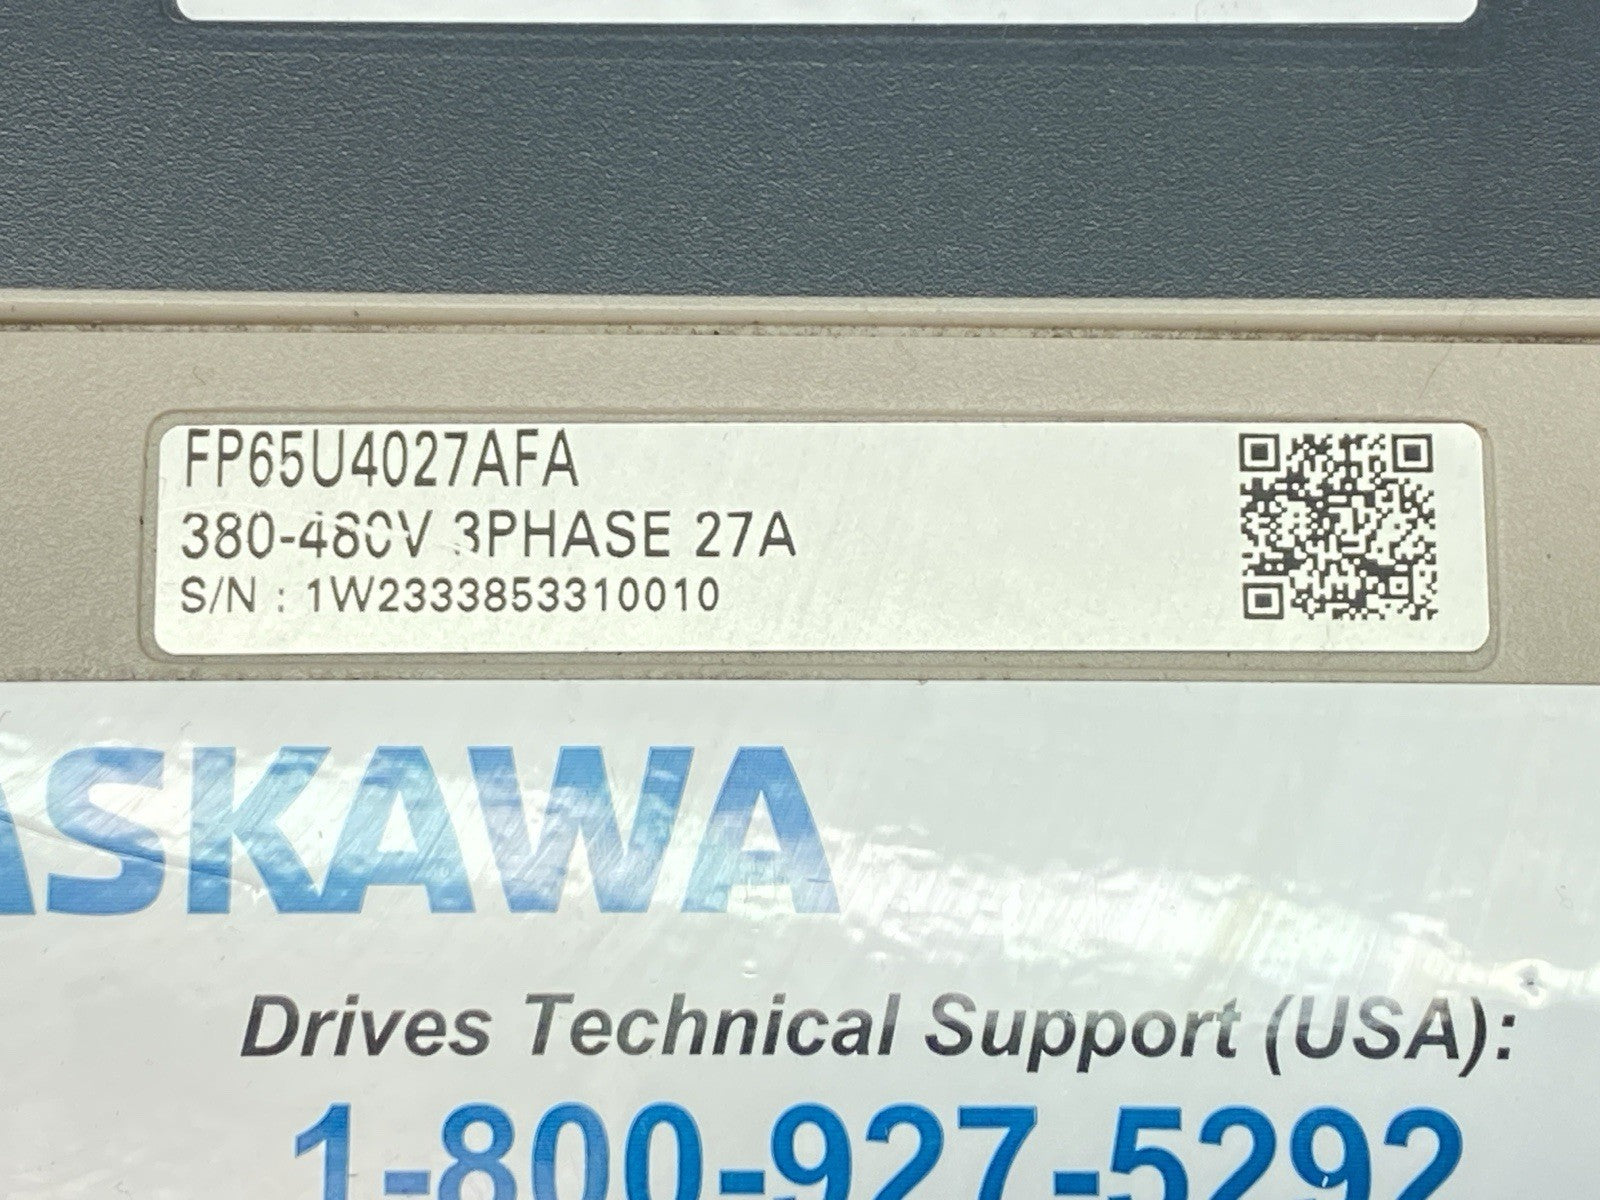 FP65U4027AFA
380-480V 3PHASE 27A
S/N : 1W2333853310010
ASKAWA
Drives Technical Support (USA):
1-800-927-5292